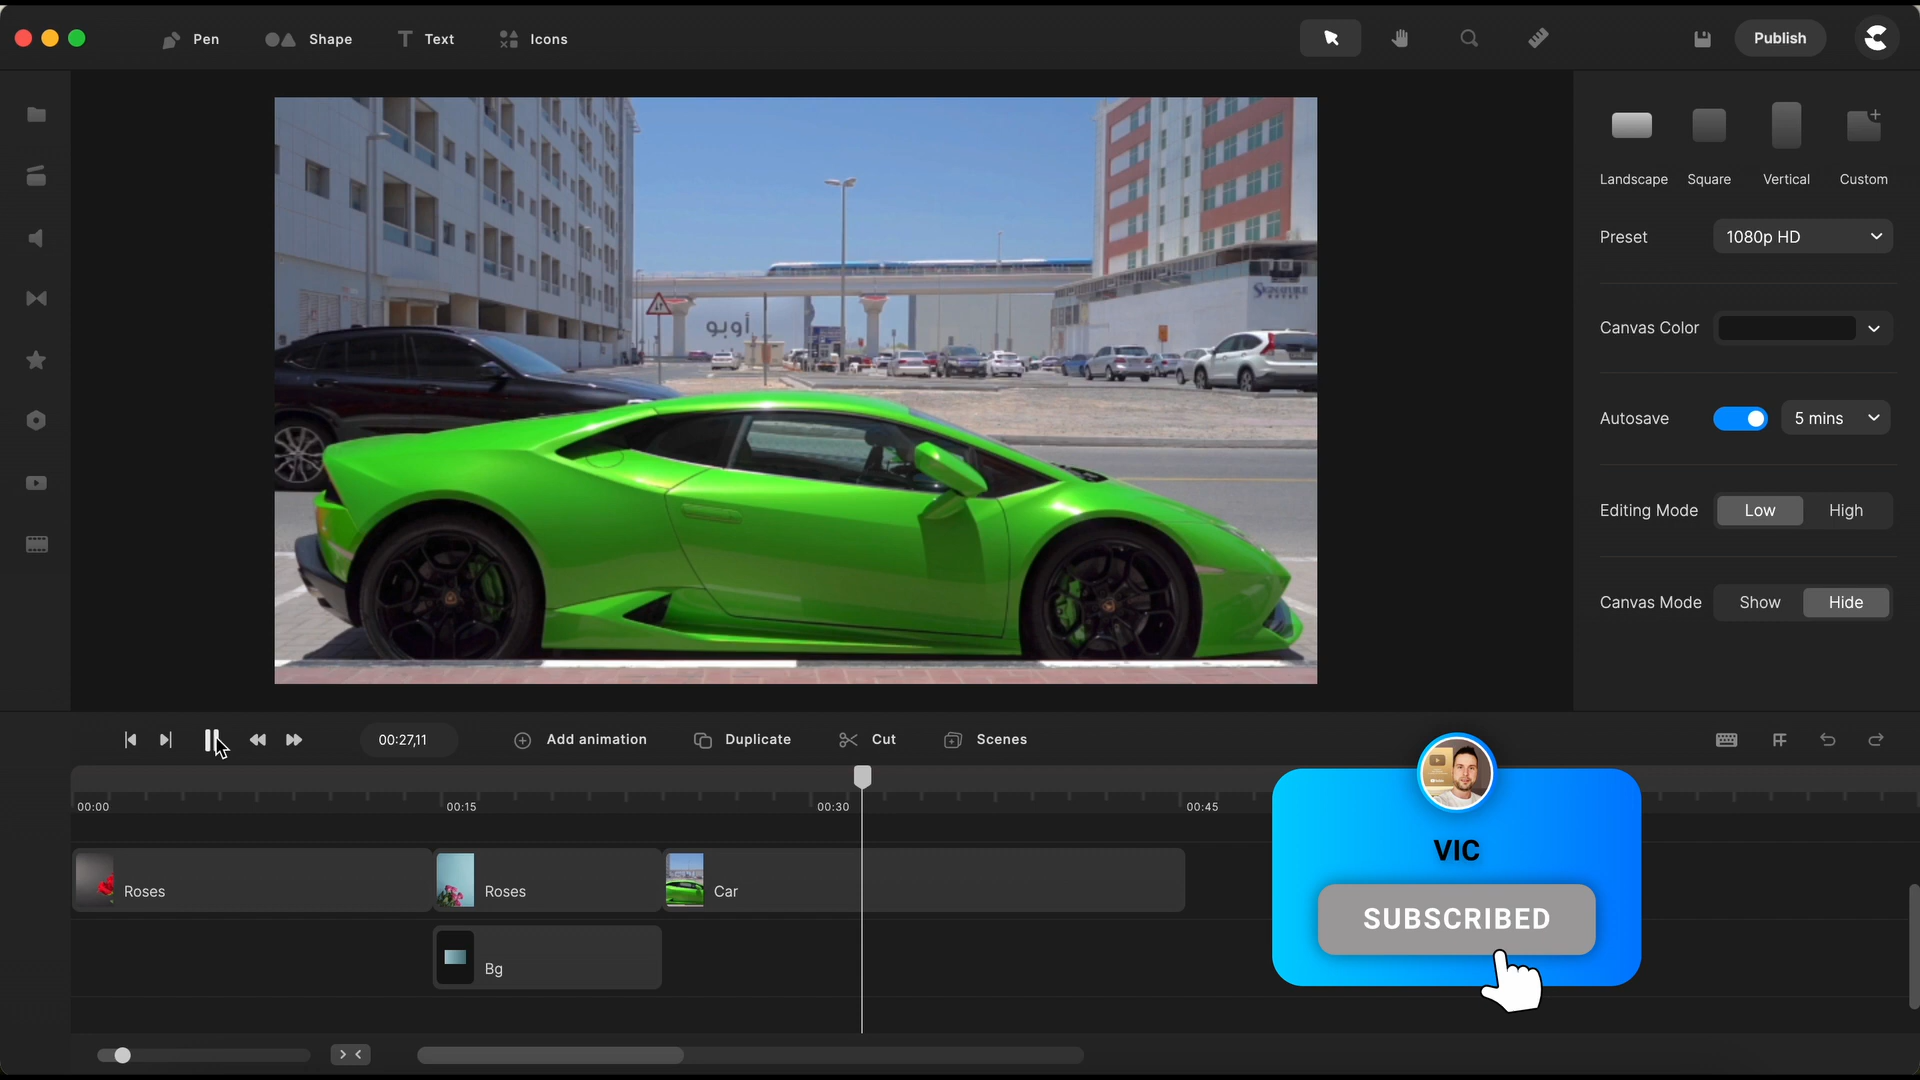 Pen
Shape
Text
Icons
Publish
Landscape
Square
Vertical
Custom
Preset
1080p HD
Canvas Color
Autosave
5 mins
Editing Mode
Low
High
Canvas Mode
Show
Hide
SIGNATURE
أوبو
00:27,11
Add animation
Duplicate
Cut
Scenes
00:00
00:15
00:30
00:45
Roses
Roses
Car
Bg
VIC
SUBSCRIBED